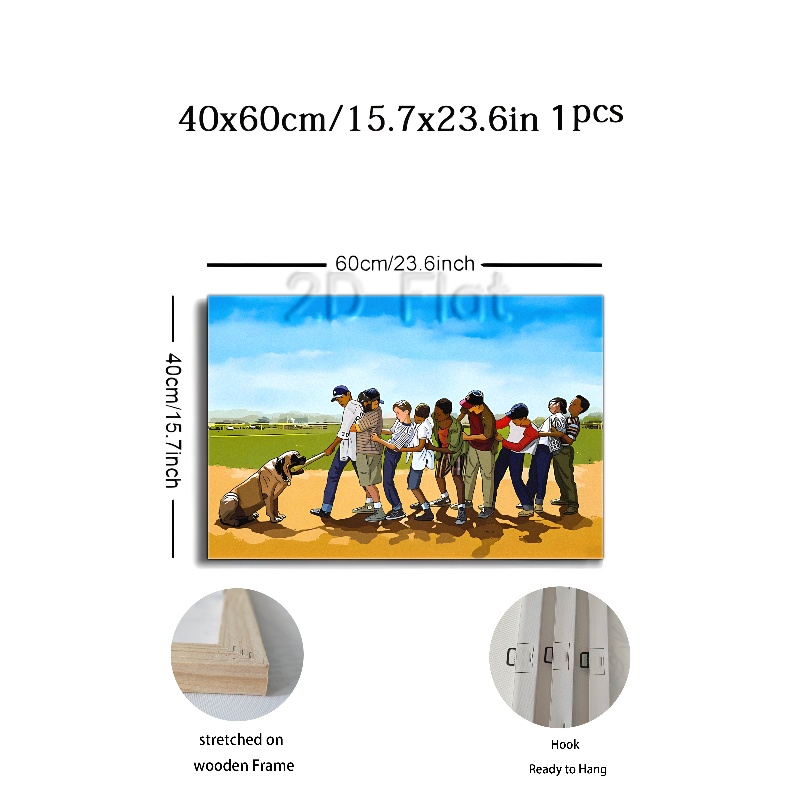 40x60cm/15.7x23.6in 1pcs
60cm/23.6inch
2D Flat
40cm/15.7inch
stretched on
wooden Frame
Hook
Ready to Hang